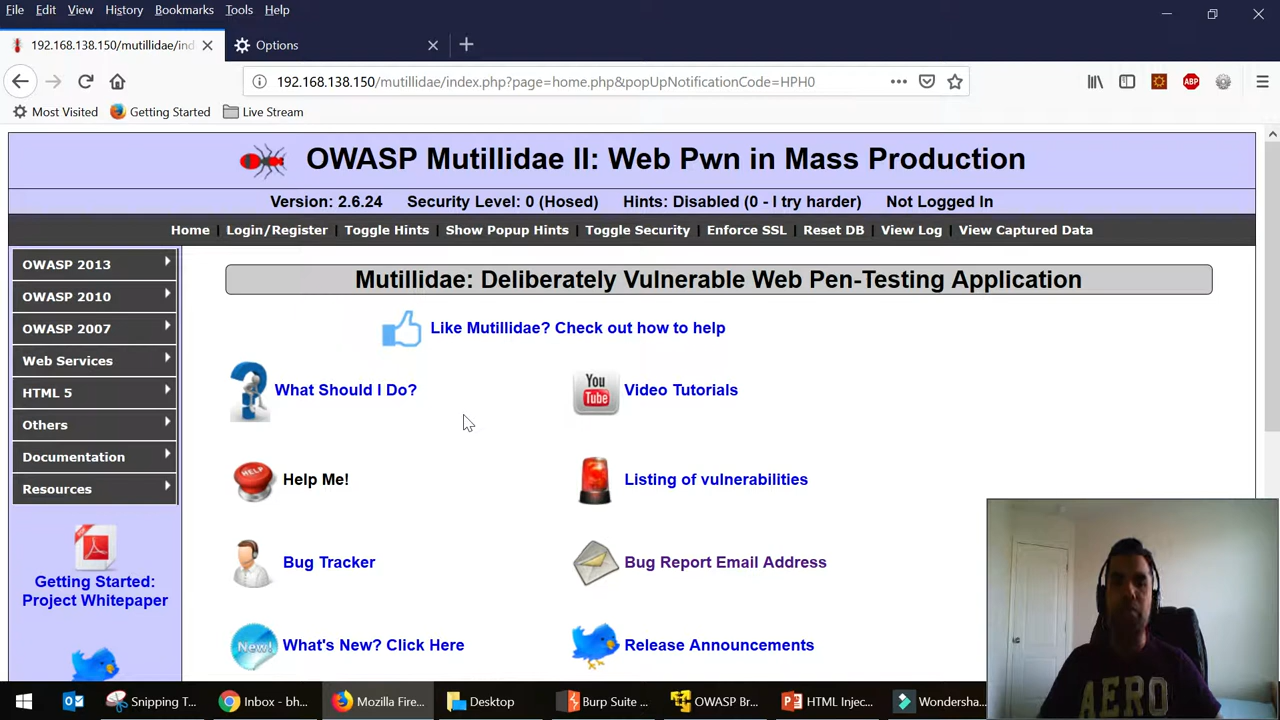 File Edit View History Bookmarks Tools Help
192.168.138.150/mutillidae/ind
Options
192.168.138.150/mutillidae/index.php?page=home.php&popUpNotificationCode=HPH0
ABP
Most Visited Getting Started Live Stream
OWASP Mutillidae II: Web Pwn in Mass Production
Version: 2.6.24 Security Level: 0 (Hosed) Hints: Disabled (0 - I try harder) Not Logged In
Home | Login/Register | Toggle Hints | Show Popup Hints | Toggle Security | Enforce SSL | Reset DB | View Log | View Captured Data
OWASP 2013
OWASP 2010
OWASP 2007
Web Services
HTML 5
Others
Documentation
Resources
Getting Started:
Project Whitepaper
Mutillidae: Deliberately Vulnerable Web Pen-Testing Application
Like Mutillidae? Check out how to help
What Should I Do?
You
Tube
Video Tutorials
HELP
Help Me!
Listing of vulnerabilities
Bug Tracker
Bug Report Email Address
New!
What's New? Click Here
Release Announcements
AERO
Snipping T...
Inbox - bh...
Mozilla Fire...
Desktop
Burp Suite ...
OWASP Br...
HTML Injec...
Wondersha...